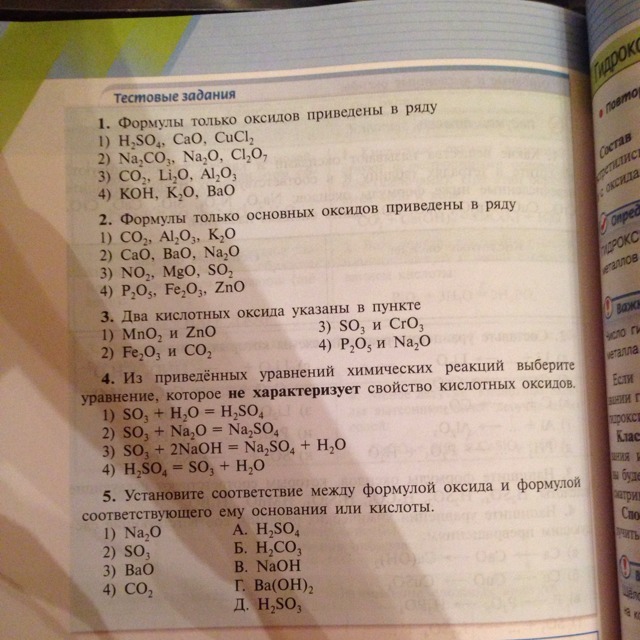 Тестовые задания
1. Формулы только оксидов приведены в ряду
1) H₂SO₄, CaO, CuCl₂
2) Na₂CO₃, Na₂O, Cl₂O₇
3) CO₂, Li₂O, Al₂O₃
4) KOH, K₂O, BaO
2. Формулы только основных оксидов приведены в ряду
1) CO₂, Al₂O₃, K₂O
2) CaO, BaO, Na₂O
3) NO₂, MgO, SO₂
4) P₂O₅, Fe₂O₃, ZnO
3. Два кислотных оксида указаны в пункте
1) MnO₂ и ZnO 3) SO₃ и CrO₃
2) Fe₂O₃ и CO₂ 4) P₂O₅ и Na₂O
4. Из приведённых уравнений химических реакций выберите
уравнение, которое не характеризует свойство кислотных оксидов.
1) SO₃ + H₂O = H₂SO₄
2) SO₃ + Na₂O = Na₂SO₄
3) SO₃ + 2NaOH = Na₂SO₄ + H₂O
4) H₂SO₄ = SO₃ + H₂O
5. Установите соответствие между формулой оксида и формулой
соответствующего ему основания или кислоты.
1) Na₂O А. H₂SO₄
2) SO₃ Б. H₂CO₃
3) BaO В. NaOH
4) CO₂ Г. Ba(OH)₂
Д. H₂SO₃
Гидрокс
Повтор
Состав
с оксида
Опред
металлов
Важн
Число ги
металла
Если
Клас